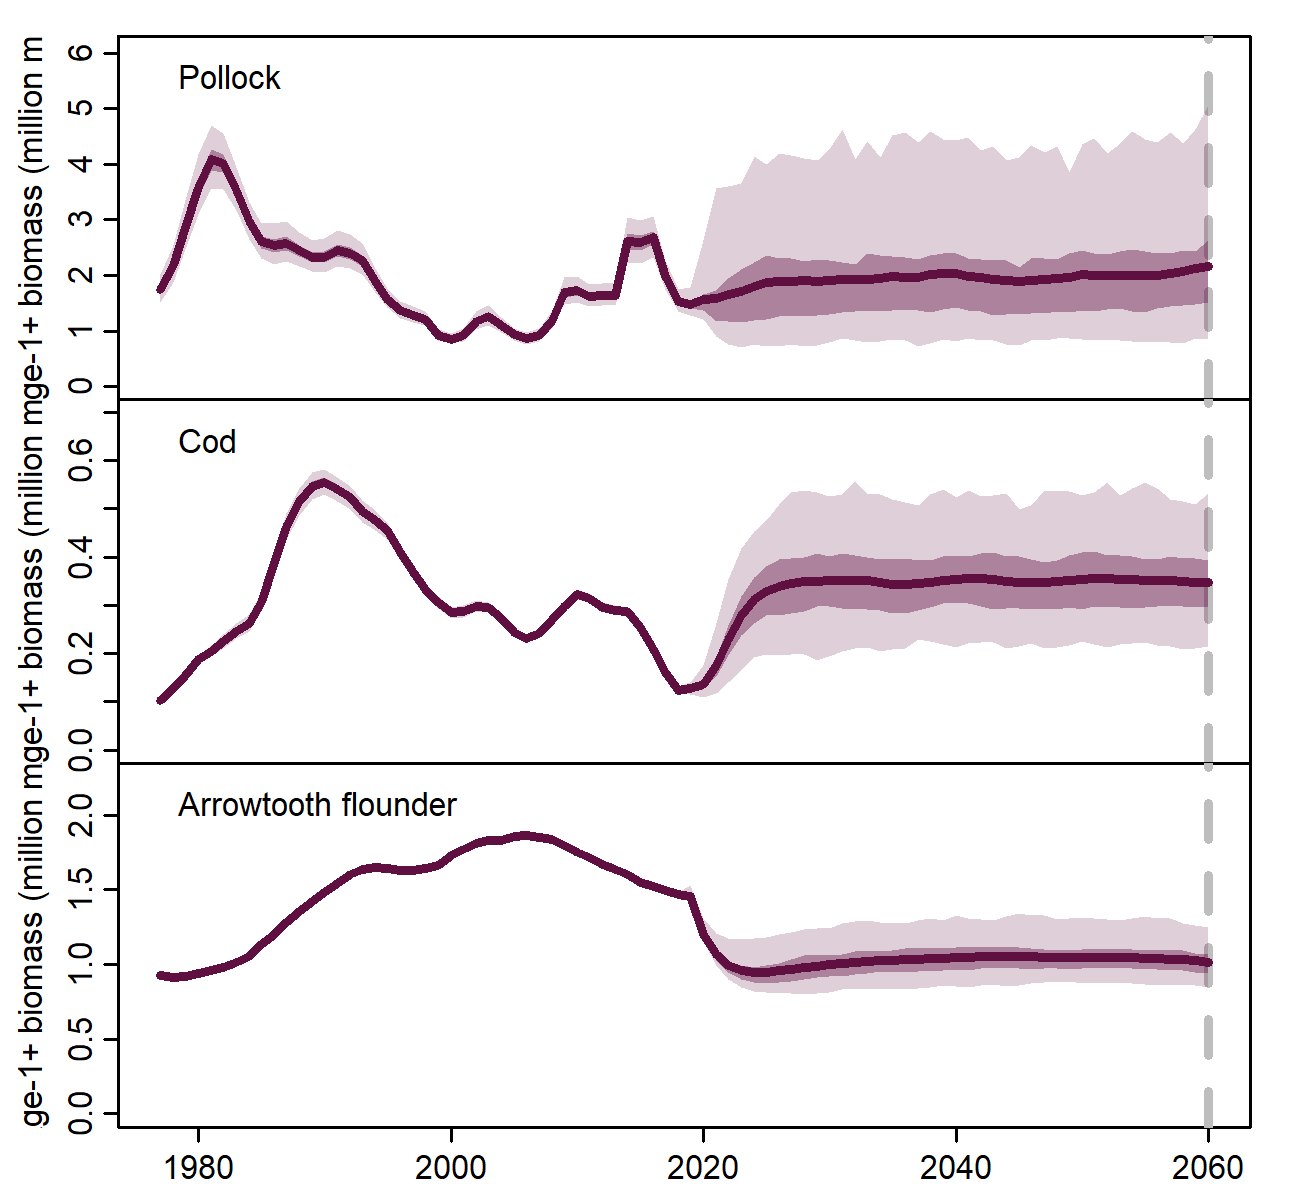 Pollock
0 1 2 3 4 5 6
ge-1+ biomass (million m
Cod
0.0 0.2 0.4 0.6
ge-1+ biomass (million m
Arrowtooth flounder
0.0 0.5 1.0 1.5 2.0
ge-1+ biomass (million m
1980 2000 2020 2040 2060